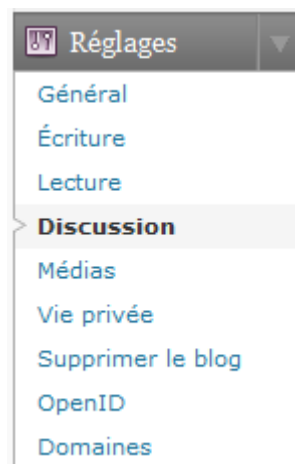 Réglages
Général
Écriture
Lecture
Discussion
Médias
Vie privée
Supprimer le blog
OpenID
Domaines